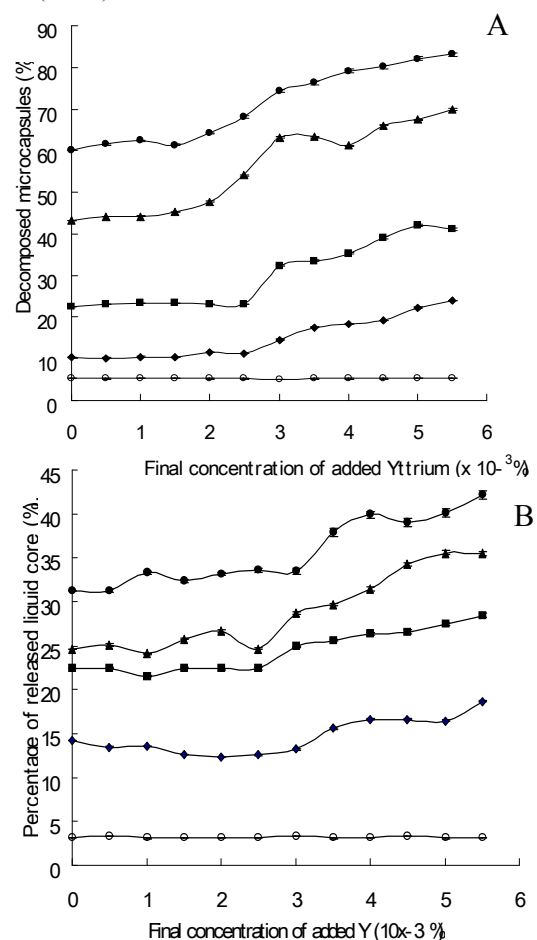 A
90
80
70
60
50
40
30
20
10
0
Decomposed microcapsules (%
0 1 2 3 4 5 6
Final concentration of added Yttrium (x 10-3%
B
45
40
35
30
25
20
15
10
5
0
Percentage of released liquid core (%.
0 1 2 3 4 5 6
Final concentration of added Y (10x-3 %